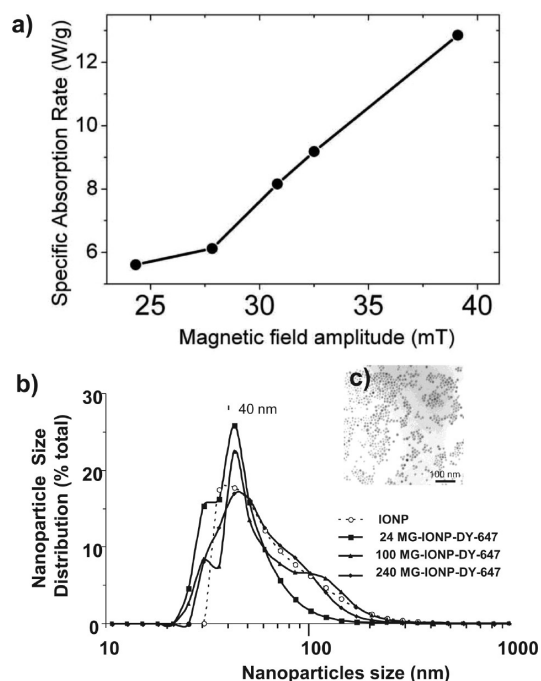 a)
Specific Absorption Rate (W/g)
12
10
8
6
25
30
35
40
Magnetic field amplitude (mT)
b)
Nanoparticle Size
Distribution (% total)
30
20
10
0
40 nm
10
100
1000
Nanoparticles size (nm)
c)
100 nm
IONP
24 MG-IONP-DY-647
100 MG-IONP-DY-647
240 MG-IONP-DY-647